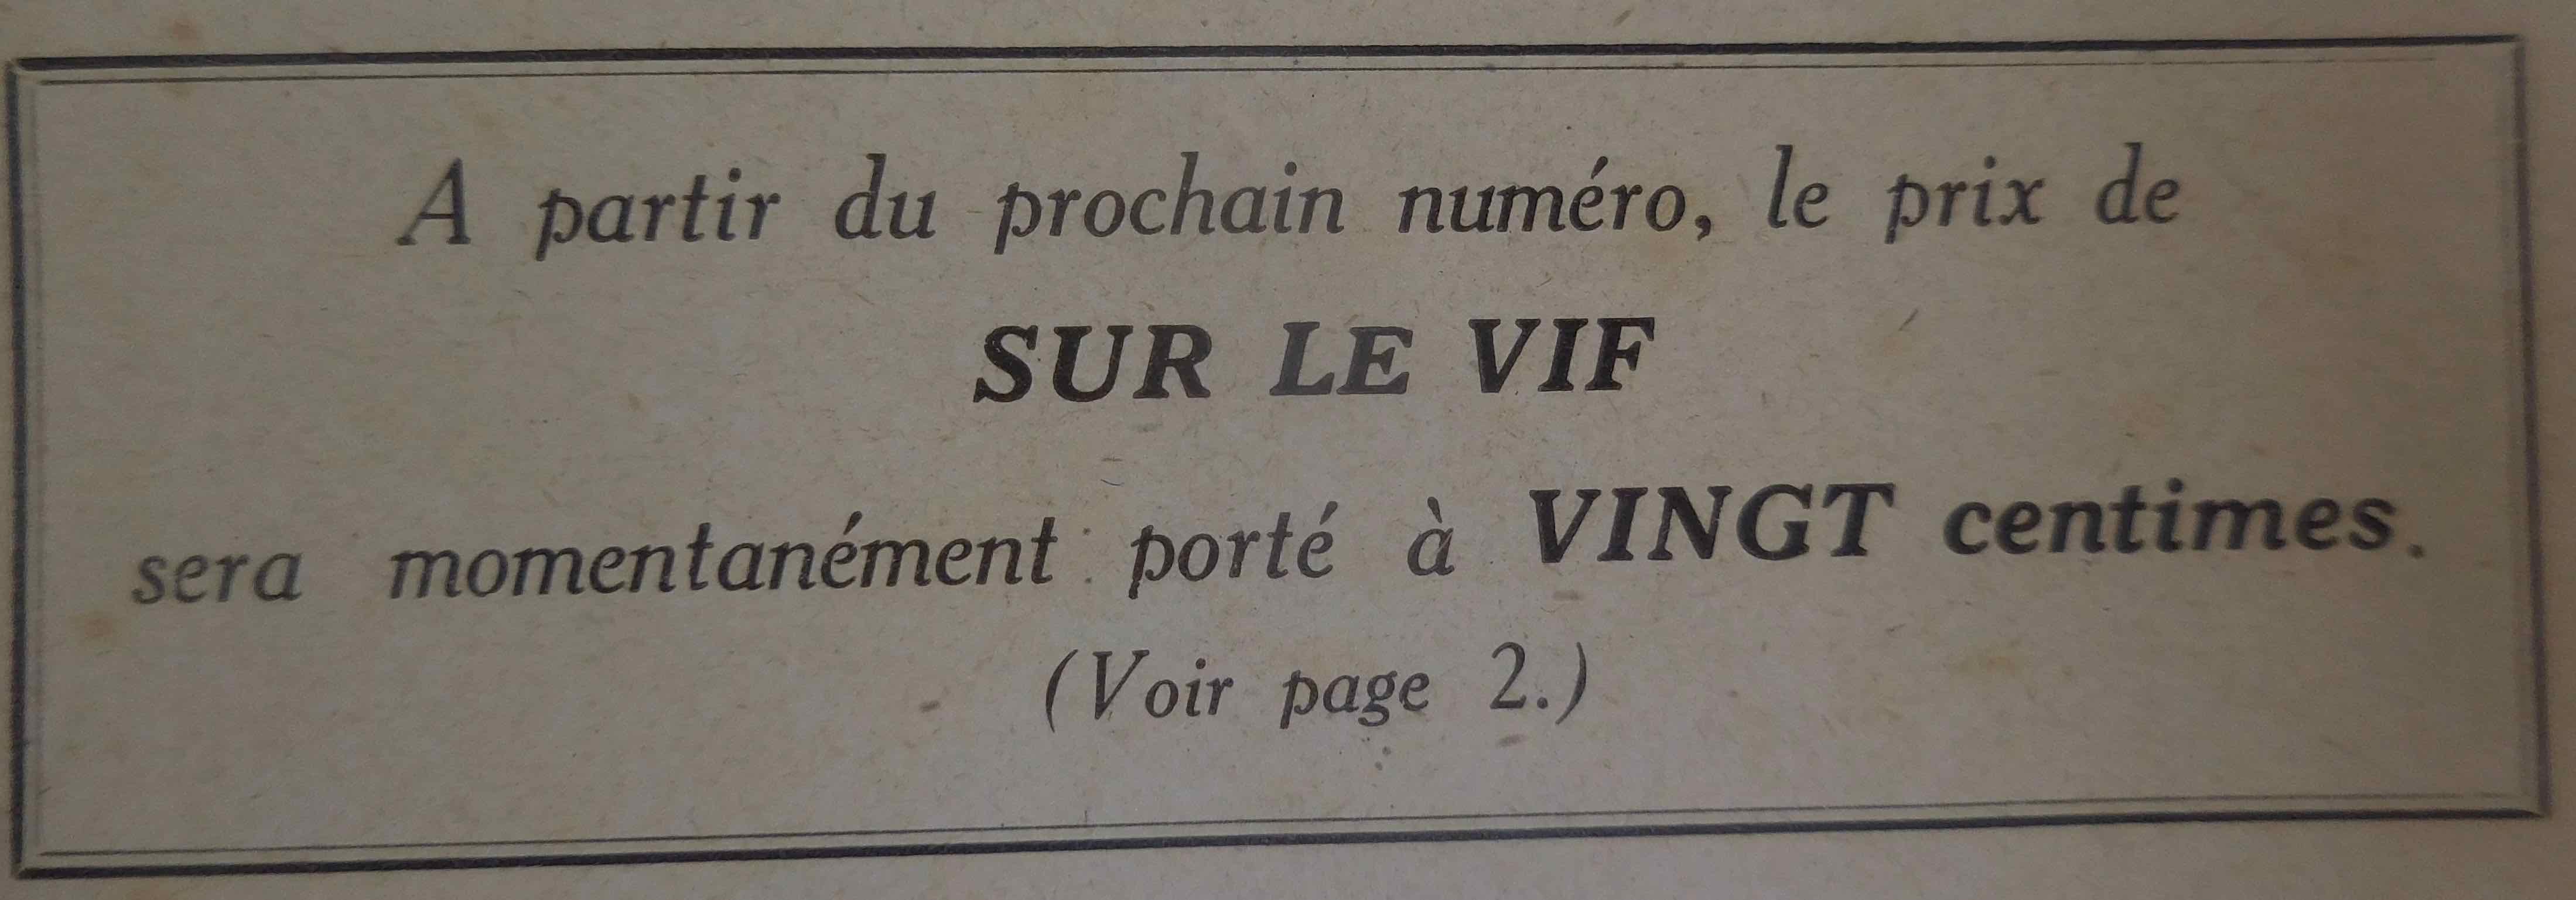 A partir du prochain numéro, le prix de
SUR LE VIF
sera momentanément porté à VINGT centimes.
(Voir page 2.)